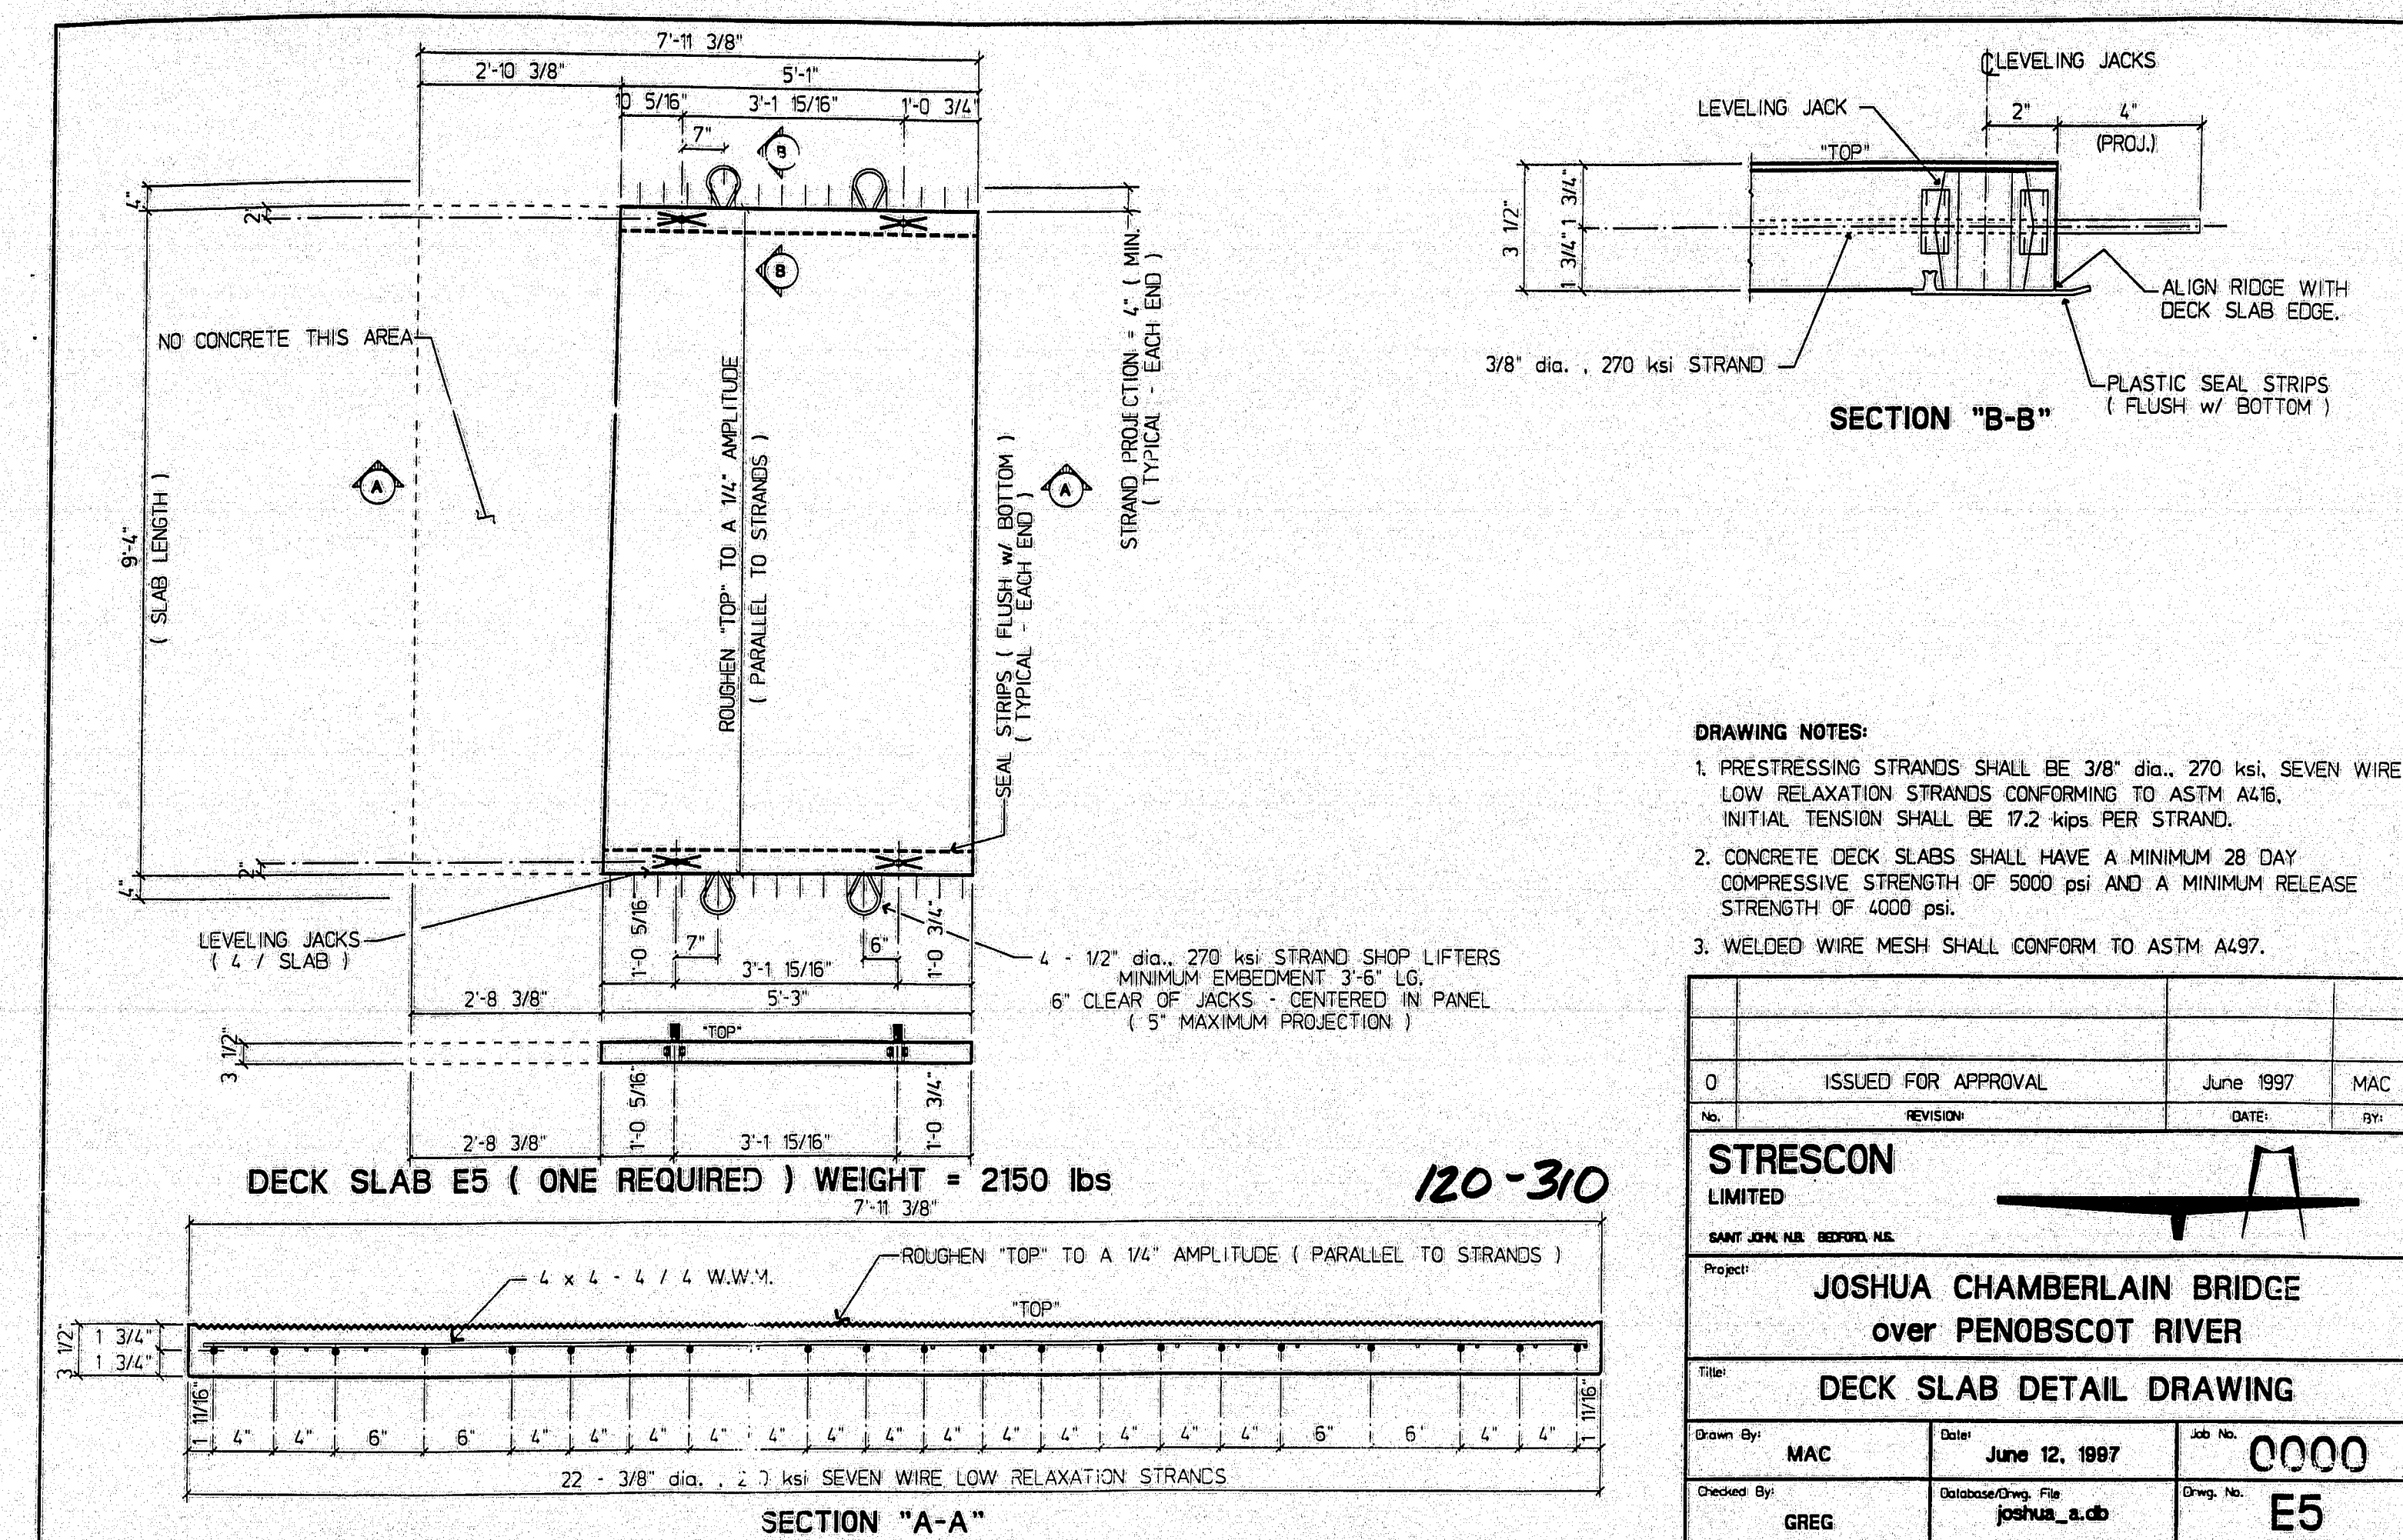 7'-11 3/8"
2'-10 3/8" 5'-1"
10 5/16" 3'-1 15/16" 1'-0 3/4"
7"
B
4"
2"
B
NO CONCRETE THIS AREA
A
9'-4"
( SLAB LENGTH )
ROUGHEN "TOP" TO A 1/4" AMPLITUDE
( PARALLEL TO STRANDS )
SEAL STRIPS ( FLUSH w/ BOTTOM )
( TYPICAL - EACH END )
A
STRAND PROJECTION = 4" ( MIN.
( TYPICAL - EACH END )
2"
4"
LEVELING JACKS
( 4 / SLAB )
1'-0 5/16"
7"
6"
1'-0 3/4"
3'-1 15/16"
2'-8 3/8" 5'-3"
4 - 1/2" dia., 270 ksi STRAND SHOP LIFTERS
MINIMUM EMBEDMENT 3'-6" LG.
6" CLEAR OF JACKS - CENTERED IN PANEL
( 5" MAXIMUM PROJECTION )
"TOP"
3 1/2"
1'-0 5/16"
1'-0 3/4"
2'-8 3/8" 3'-1 15/16"
DECK SLAB E5 ( ONE REQUIRED ) WEIGHT = 2150 lbs
120-310
7'-11 3/8"
ROUGHEN "TOP" TO A 1/4" AMPLITUDE ( PARALLEL TO STRANDS )
4 x 4 - 4 / 4 W.W.M.
"TOP"
3 1/2"
1 3/4"
1 3/4"
1 11/16" 4" 4" 6" 6" 4" 4" 4" 4" 4" 4" 4" 4" 4" 4" 4" 4" 6" 6' 4" 4" 1 11/16"
22 - 3/8" dia. , ksi SEVEN WIRE LOW RELAXATION STRANDS
SECTION "A-A"
LEVELING JACKS
LEVELING JACK
2" 4"
(PROJ.)
"TOP"
3 1/2"
1 3/4"
1 3/4"
ALIGN RIDGE WITH
DECK SLAB EDGE.
3/8" dia. , 270 ksi STRAND
PLASTIC SEAL STRIPS
( FLUSH w/ BOTTOM )
SECTION "B-B"
DRAWING NOTES:
1. PRESTRESSING STRANDS SHALL BE 3/8" dia., 270 ksi, SEVEN WIRE
LOW RELAXATION STRANDS CONFORMING TO ASTM A416,
INITIAL TENSION SHALL BE 17.2 kips PER STRAND.
2. CONCRETE DECK SLABS SHALL HAVE A MINIMUM 28 DAY
COMPRESSIVE STRENGTH OF 5000 psi AND A MINIMUM RELEASE
STRENGTH OF 4000 psi.
3. WELDED WIRE MESH SHALL CONFORM TO ASTM A497.
0 ISSUED FOR APPROVAL June 1997 MAC
No. REVISION: DATE: BY:
STRESCON
LIMITED
SAINT JOHN, N.B. BEDFORD, N.S.
Project:
JOSHUA CHAMBERLAIN BRIDGE
over PENOBSCOT RIVER
Title:
DECK SLAB DETAIL DRAWING
Drawn By: Date: Job No.
MAC June 12, 1997 0000
Checked By: Database/Drwg. File Drwg. No.
GREG joshua_a.db E5